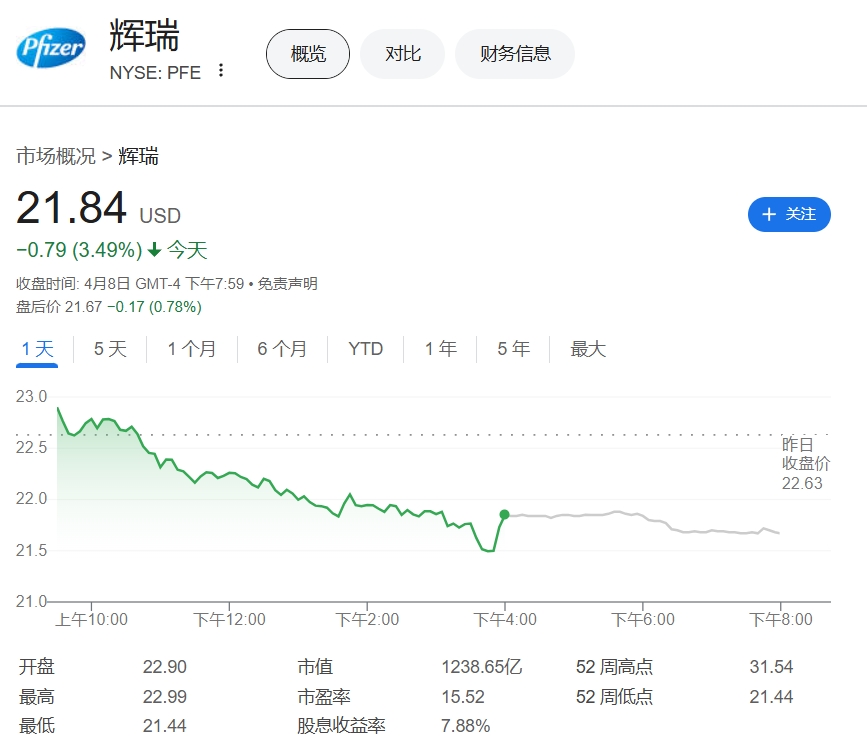 Pfizer
辉瑞
NYSE: PFE
概览
对比
财务信息
市场概况 > 辉瑞
21.84 USD
+ 关注
−0.79 (3.49%) ↓ 今天
收盘时间: 4月8日 GMT-4 下午7:59 • 免责声明
盘后价 21.67 −0.17 (0.78%)
1 天 5 天 1 个月 6 个月 YTD 1 年 5 年 最大
23.0
22.5
22.0
21.5
21.0
昨日
收盘价
22.63
上午10:00 下午12:00 下午2:00 下午4:00 下午6:00 下午8:00
开盘 22.90 市值 1238.65亿 52 周高点 31.54
最高 22.99 市盈率 15.52 52 周低点 21.44
最低 21.44 股息收益率 7.88%